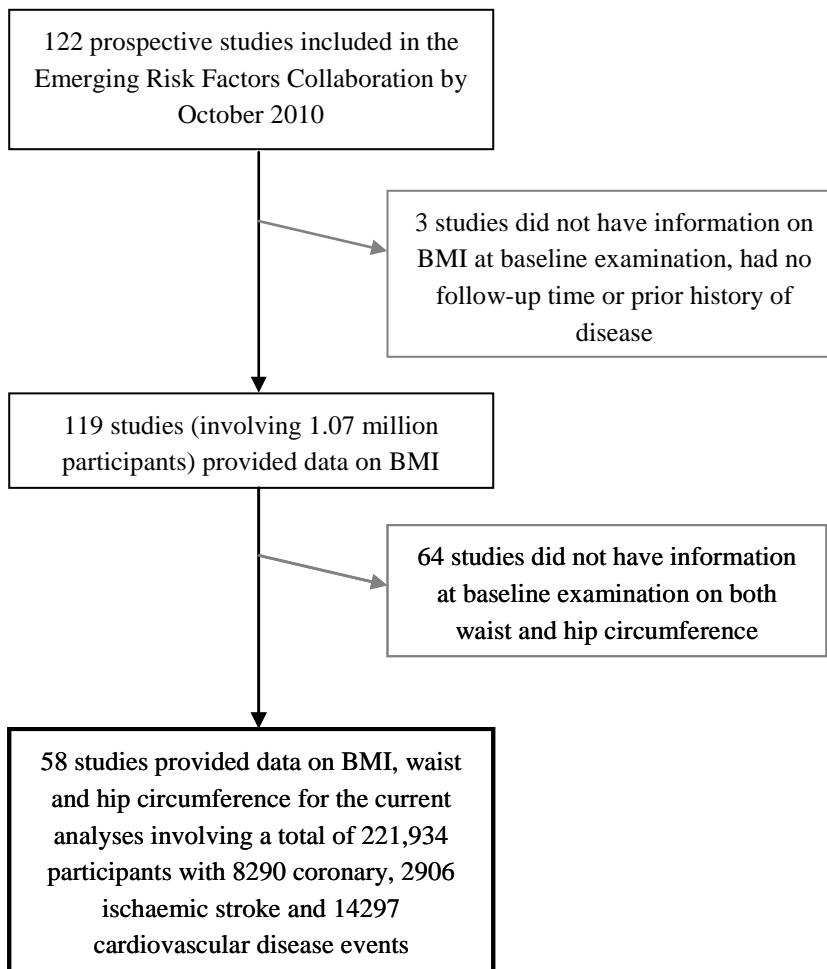 122 prospective studies included in the
Emerging Risk Factors Collaboration by
October 2010
3 studies did not have information on
BMI at baseline examination, had no
follow-up time or prior history of
disease
119 studies (involving 1.07 million
participants) provided data on BMI
64 studies did not have information
at baseline examination on both
waist and hip circumference
58 studies provided data on BMI, waist
and hip circumference for the current
analyses involving a total of 221,934
participants with 8290 coronary, 2906
ischaemic stroke and 14297
cardiovascular disease events